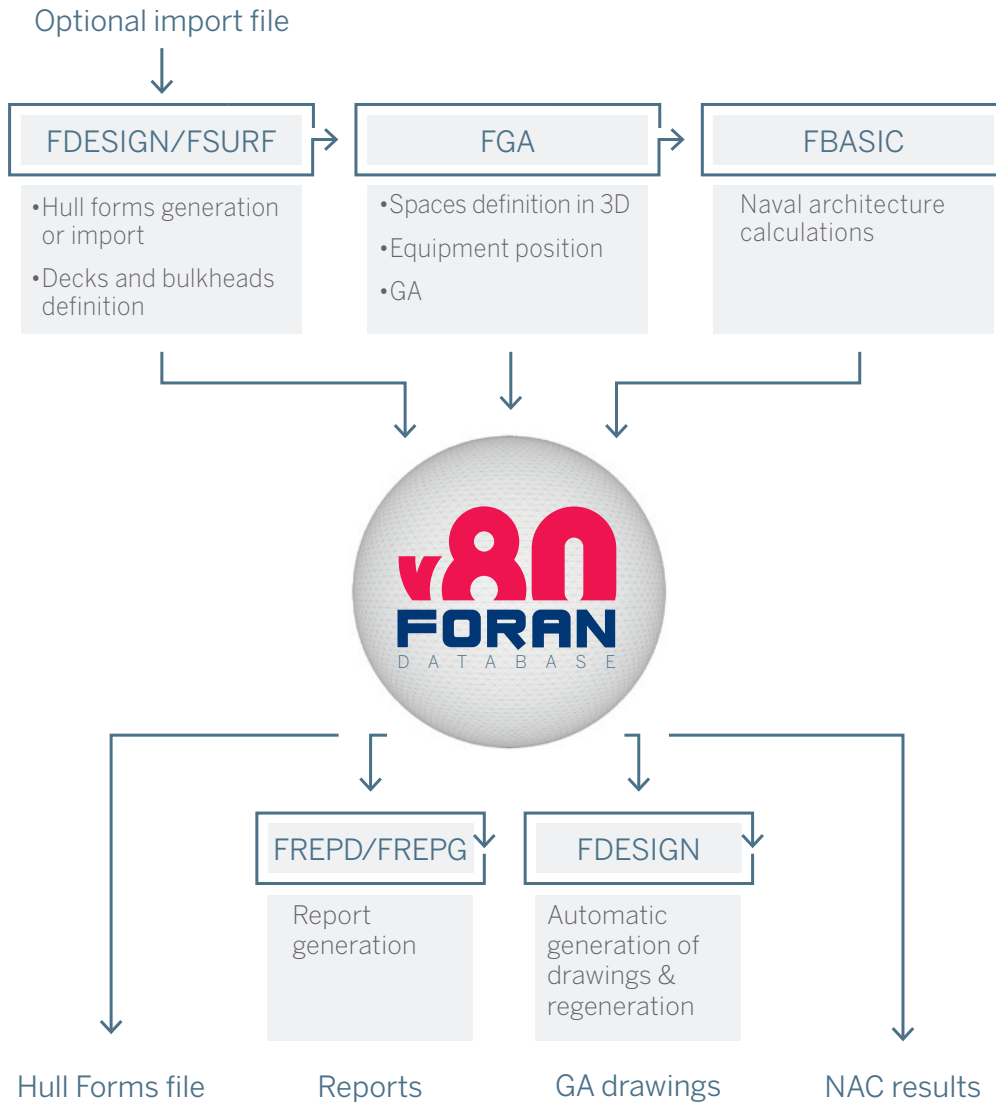 Optional import file
FDESIGN/FSURF
•Hull forms generation
or import
•Decks and bulkheads
definition
FGA
•Spaces definition in 3D
•Equipment position
•GA
FBASIC
Naval architecture
calculations
v80
FORAN
DATABASE
FREPD/FREPG
Report
generation
FDESIGN
Automatic
generation of
drawings &
regeneration
Hull Forms file
Reports
GA drawings
NAC results